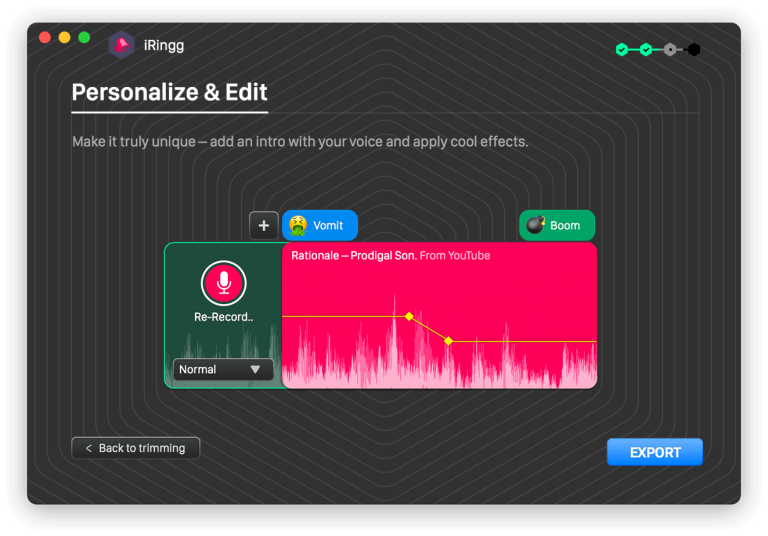 iRingg
Personalize & Edit
Make it truly unique – add an intro with your voice and apply cool effects.
+
Vomit
Boom
Rationale – Prodigal Son. From YouTube
Re-Record..
Normal
< Back to trimming
EXPORT